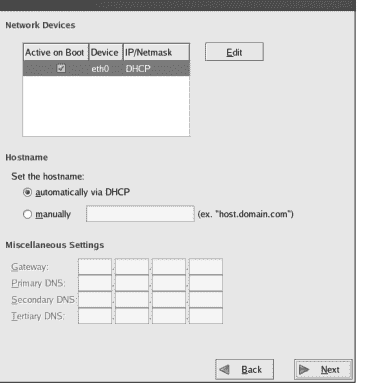 Network Devices
Active on Boot Device IP/Netmask
Edit
eth0 DHCP
Hostname
Set the hostname:
automatically via DHCP
manually (ex. "host.domain.com")
Miscellaneous Settings
Gateway:
Primary DNS:
Secondary DNS:
Tertiary DNS:
Back Next